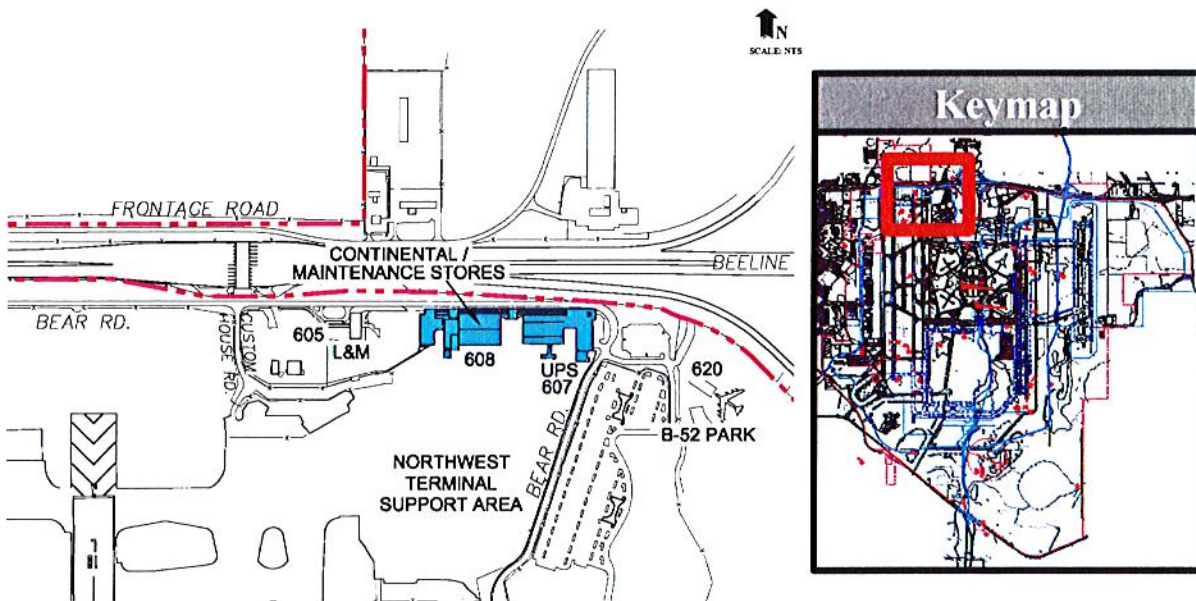 N
SCALE: NTS
Keymap
FRONTAGE ROAD
CONTINENTAL /
MAINTENANCE STORES
BEELINE
BEAR RD.
CUSTOM
HOUSE RD
605
L&M
608
UPS
607
620
B-52 PARK
BEAR RD.
NORTHWEST
TERMINAL
SUPPORT AREA